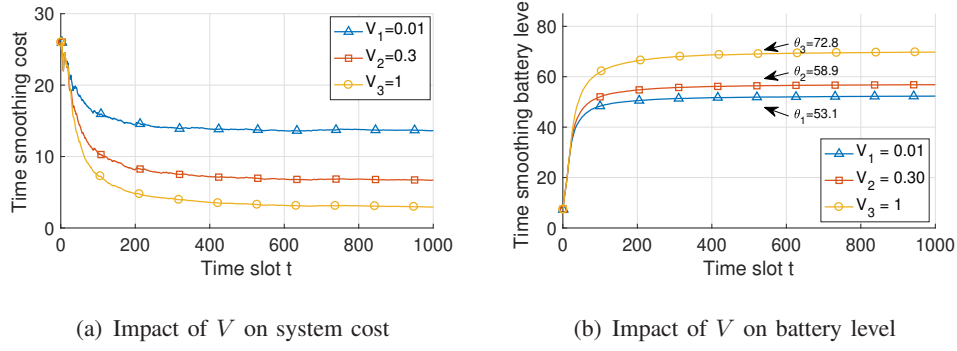 Time smoothing cost
30
20
10
0
0 200 400 600 800 1000
Time slot t
V1=0.01
V2=0.3
V3=1
(a) Impact of V on system cost
Time smoothing battery leve
80
60
40
20
0
0 200 400 600 800 1000
Time slot t
θ3=72.8
θ2=58.9
θ1=53.1
V1 = 0.01
V2 = 0.30
V3 = 1
(b) Impact of V on battery level